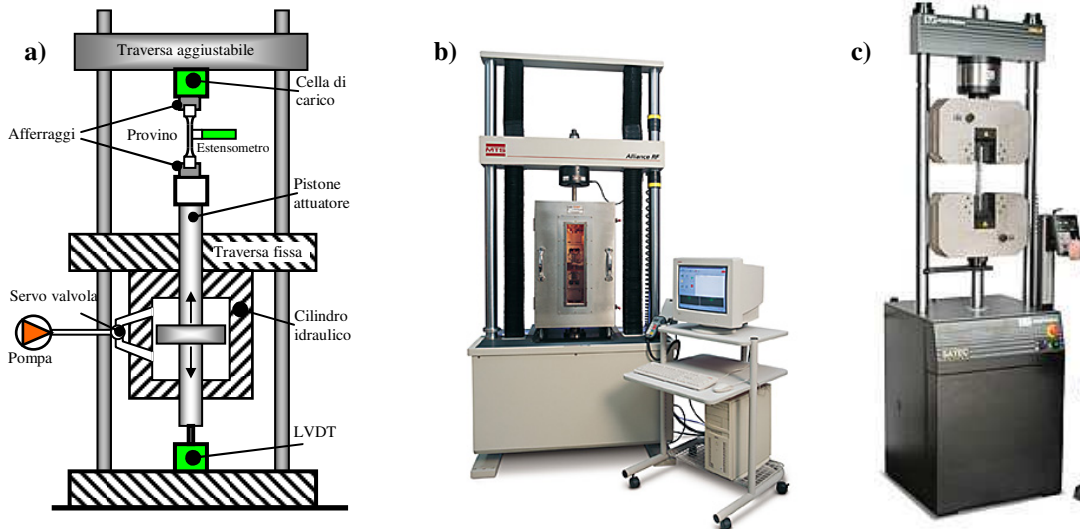 a)
Traversa aggiustabile
Cella di
carico
Afferraggi
Provino
Estensometro
Pistone
attuatore
Traversa fissa
Servo valvola
Cilindro
idraulico
Pompa
LVDT
b)
MTS
Alliance RF
c)
SATEC